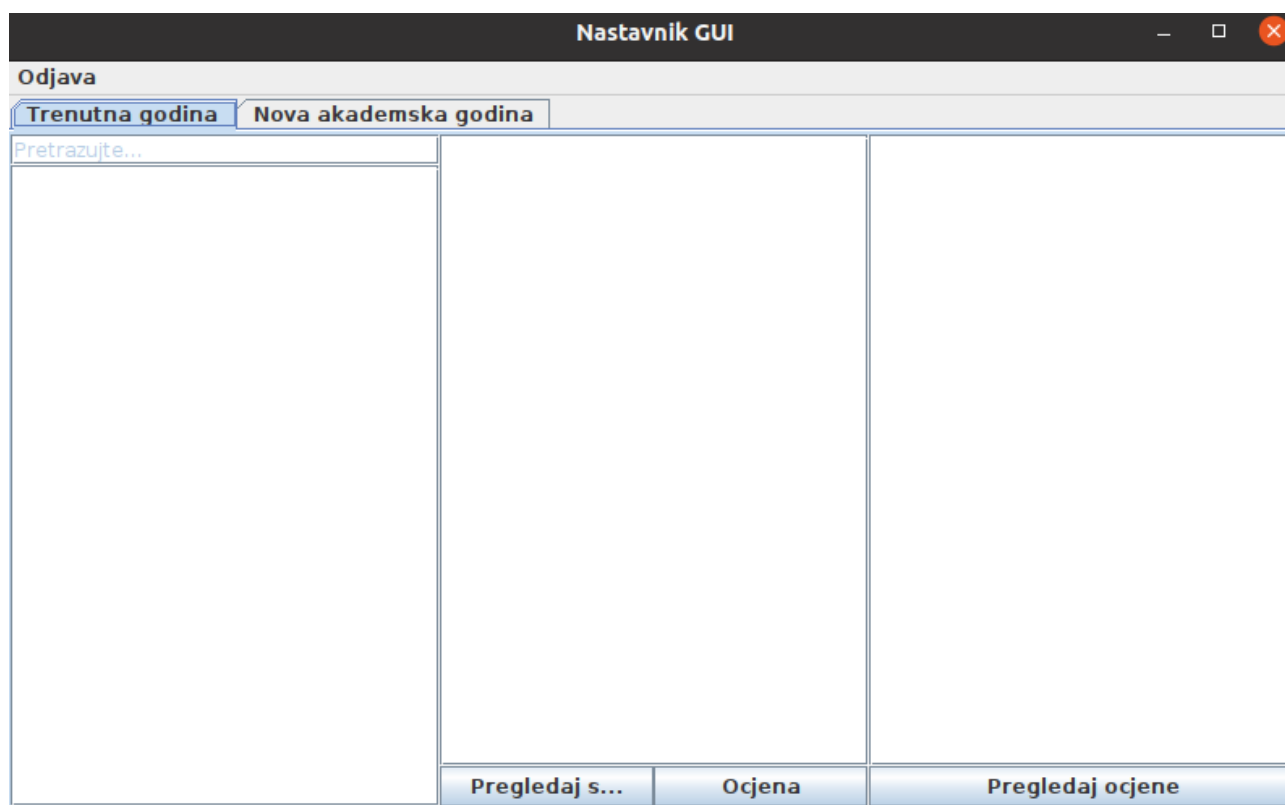 Nastavnik GUI
Odjava
Trenutna godina Nova akademska godina
Pretrazujte...
Pregledaj s... Ocjena Pregledaj ocjene